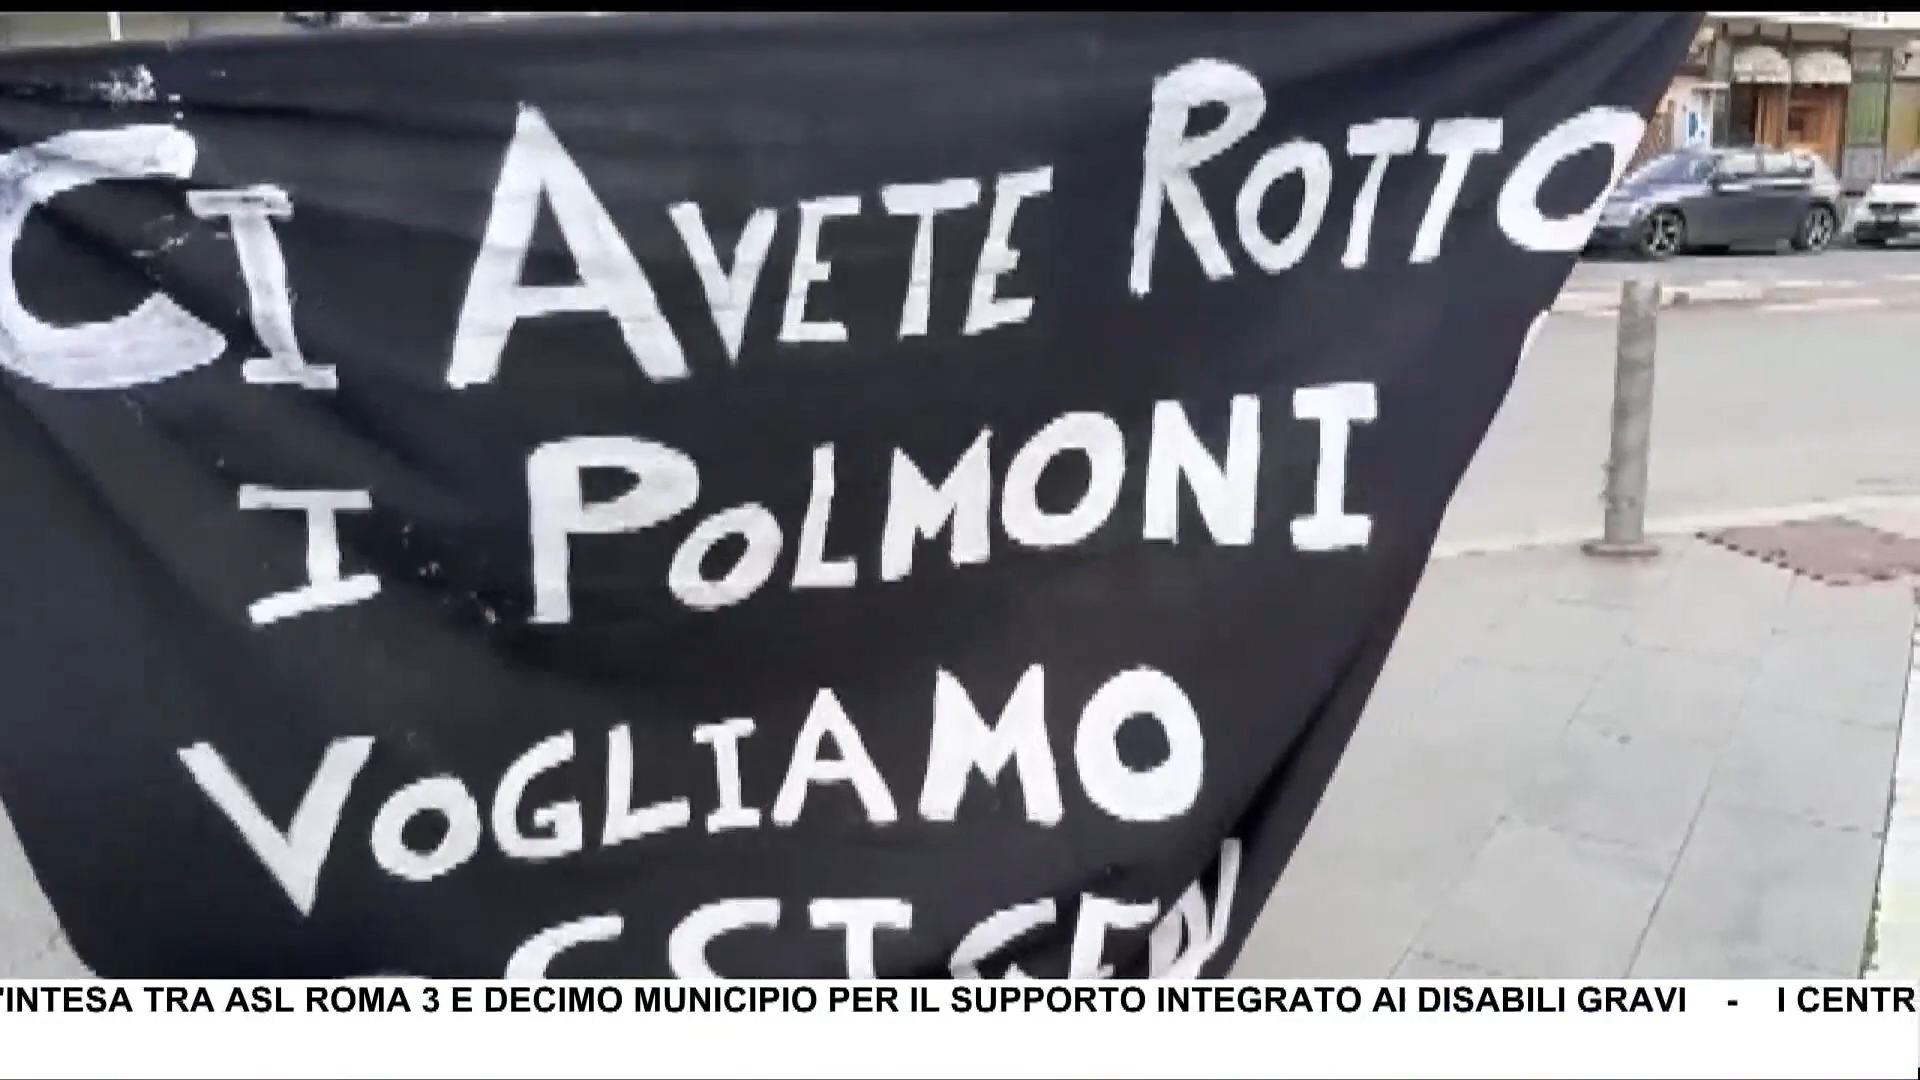 CI AVETE ROTTO
I POLMONI
VOGLIAMO
'INTESA TRA ASL ROMA 3 E DECIMO MUNICIPIO PER IL SUPPORTO INTEGRATO AI DISABILI GRAVI - I CENTR